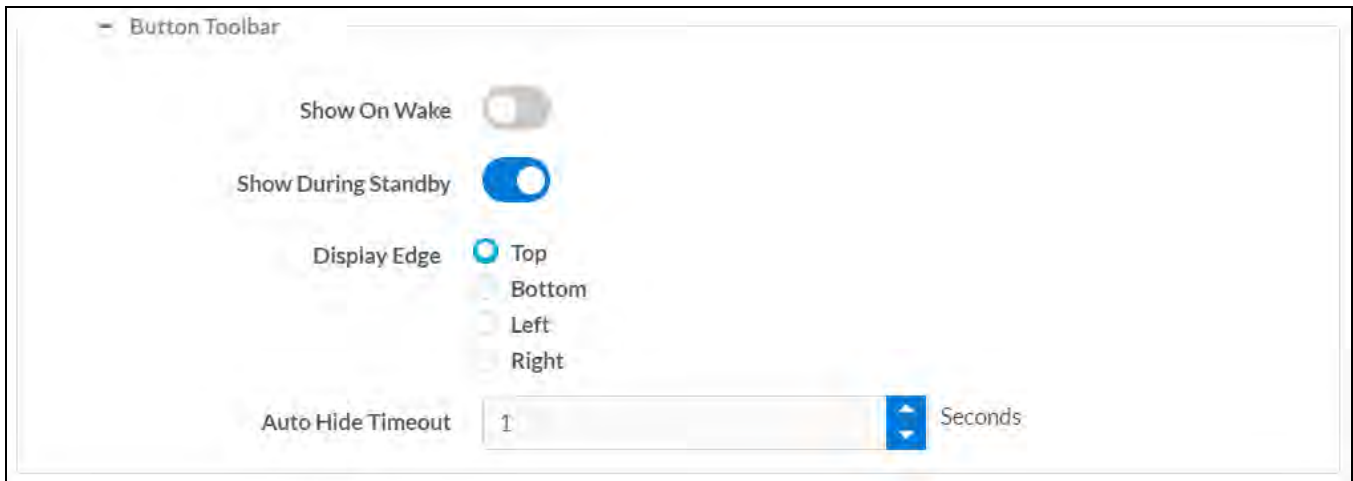 Button Toolbar
Show On Wake
Show During Standby
Display Edge Top
Bottom
Left
Right
Auto Hide Timeout 1 Seconds